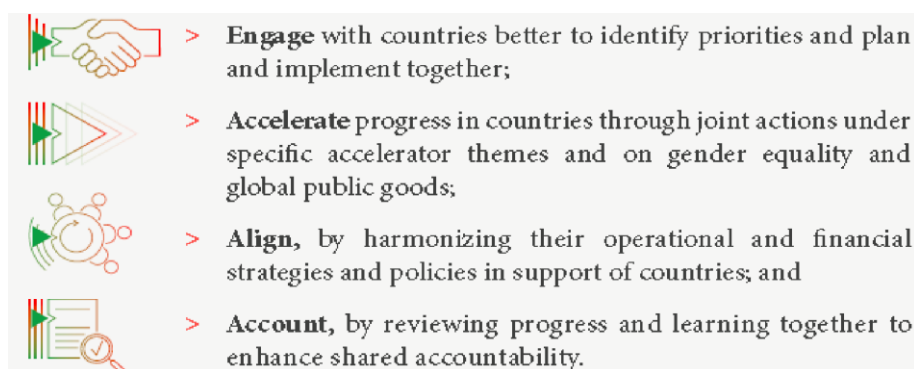 > Engage with countries better to identify priorities and plan
and implement together;
> Accelerate progress in countries through joint actions under
specific accelerator themes and on gender equality and
global public goods;
> Align, by harmonizing their operational and financial
strategies and policies in support of countries; and
> Account, by reviewing progress and learning together to
enhance shared accountability.